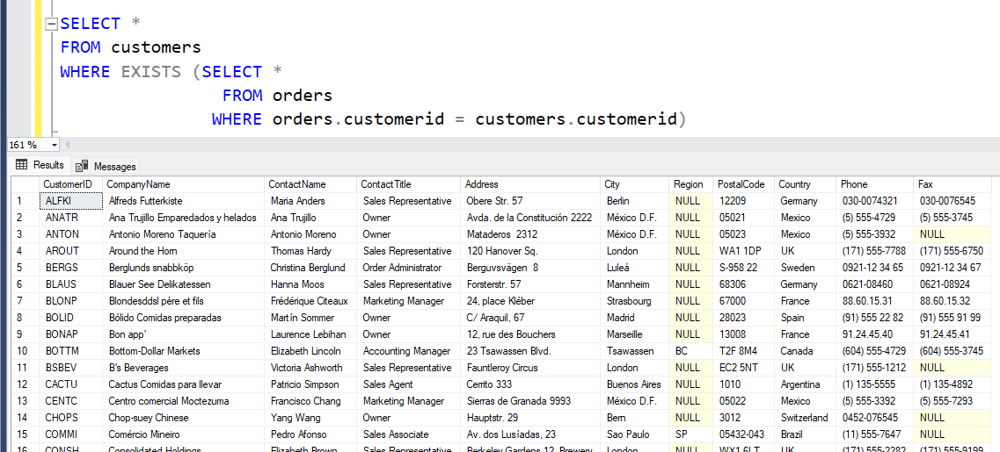 SELECT *
FROM customers
WHERE EXISTS (SELECT *
FROM orders
WHERE orders.customerid = customers.customerid)
161 %
Results Messages
CustomerID CompanyName ContactName ContactTitle Address City Region PostalCode Country Phone Fax
1 ALFKI Alfreds Futterkiste Maria Anders Sales Representative Obere Str. 57 Berlin NULL 12209 Germany 030-0074321 030-0076545
2 ANATR Ana Trujillo Emparedados y helados Ana Trujillo Owner Avda. de la Constitución 2222 México D.F. NULL 05021 Mexico (5) 555-4729 (5) 555-3745
3 ANTON Antonio Moreno Taquería Antonio Moreno Owner Mataderos 2312 México D.F. NULL 05023 Mexico (5) 555-3932 NULL
4 AROUT Around the Horn Thomas Hardy Sales Representative 120 Hanover Sq. London NULL WA1 1DP UK (171) 555-7788 (171) 555-6750
5 BERGS Berglunds snabbköp Christina Berglund Order Administrator Berguvsvägen 8 Luleå NULL S-958 22 Sweden 0921-12 34 65 0921-12 34 67
6 BLAUS Blauer See Delikatessen Hanna Moos Sales Representative Forsterstr. 57 Mannheim NULL 68306 Germany 0621-08460 0621-08924
7 BLONP Blondesddsl père et fils Frédérique Citeaux Marketing Manager 24, place Kléber Strasbourg NULL 67000 France 88.60.15.31 88.60.15.32
8 BOLID Bólido Comidas preparadas Martín Sommer Owner C/ Araquil, 67 Madrid NULL 28023 Spain (91) 555 22 82 (91) 555 91 99
9 BONAP Bon app' Laurence Lebihan Owner 12, rue des Bouchers Marseille NULL 13008 France 91.24.45.40 91.24.45.41
10 BOTTM Bottom-Dollar Markets Elizabeth Lincoln Accounting Manager 23 Tsawassen Blvd. Tsawassen BC T2F 8M4 Canada (604) 555-4729 (604) 555-3745
11 BSBEV B's Beverages Victoria Ashworth Sales Representative Fauntleroy Circus London NULL EC2 5NT UK (171) 555-1212 NULL
12 CACTU Cactus Comidas para llevar Patricio Simpson Sales Agent Cerrito 333 Buenos Aires NULL 1010 Argentina (1) 135-5555 (1) 135-4892
13 CENTC Centro comercial Moctezuma Francisco Chang Marketing Manager Sierras de Granada 9993 México D.F. NULL 05022 Mexico (5) 555-3392 (5) 555-7293
14 CHOPS Chop-suey Chinese Yang Wang Owner Hauptstr. 29 Bern NULL 3012 Switzerland 0452-076545 NULL
15 COMMI Comércio Mineiro Pedro Afonso Sales Associate Av. dos Lusíadas, 23 Sao Paulo SP 05432-043 Brazil (11) 555-7647 NULL
16 CONSH Consolidated Holdings Elizabeth Brown Sales Representative Berkeley Gardens 12 Brewery London NULL WX1 6LT UK (171) 555-2282 (171) 555-9199